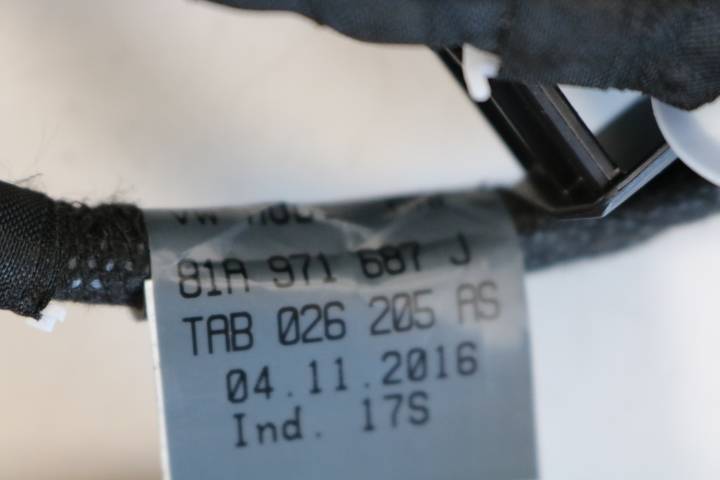 81A 971 687 J
TAB 026 205 AS
04.11.2016
Ind. 17S